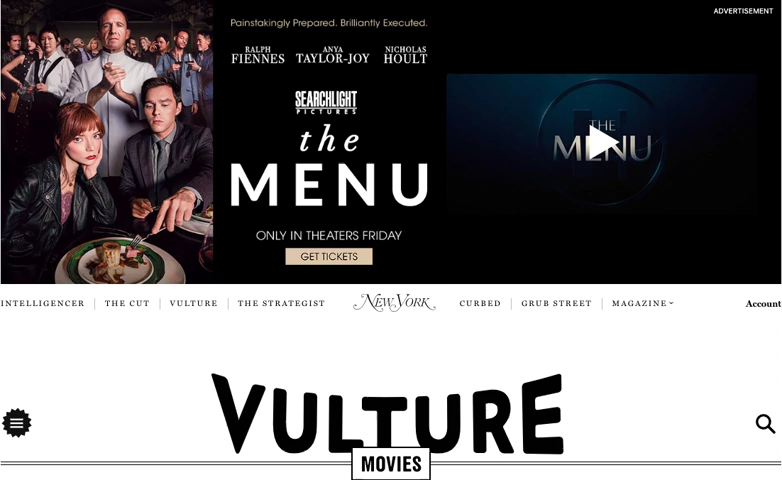 ADVERTISEMENT
Painstakingly Prepared. Brilliantly Executed.
RALPH FIENNES ANYA TAYLOR-JOY NICHOLAS HOULT
SEARCHLIGHT
PICTURES
the
MENU
ONLY IN THEATERS FRIDAY
GET TICKETS
THE
MENU
INTELLIGENCER | THE CUT | VULTURE | THE STRATEGIST NEW YORK CURBED | GRUB STREET | MAGAZINE Account
VULTURE
MOVIES